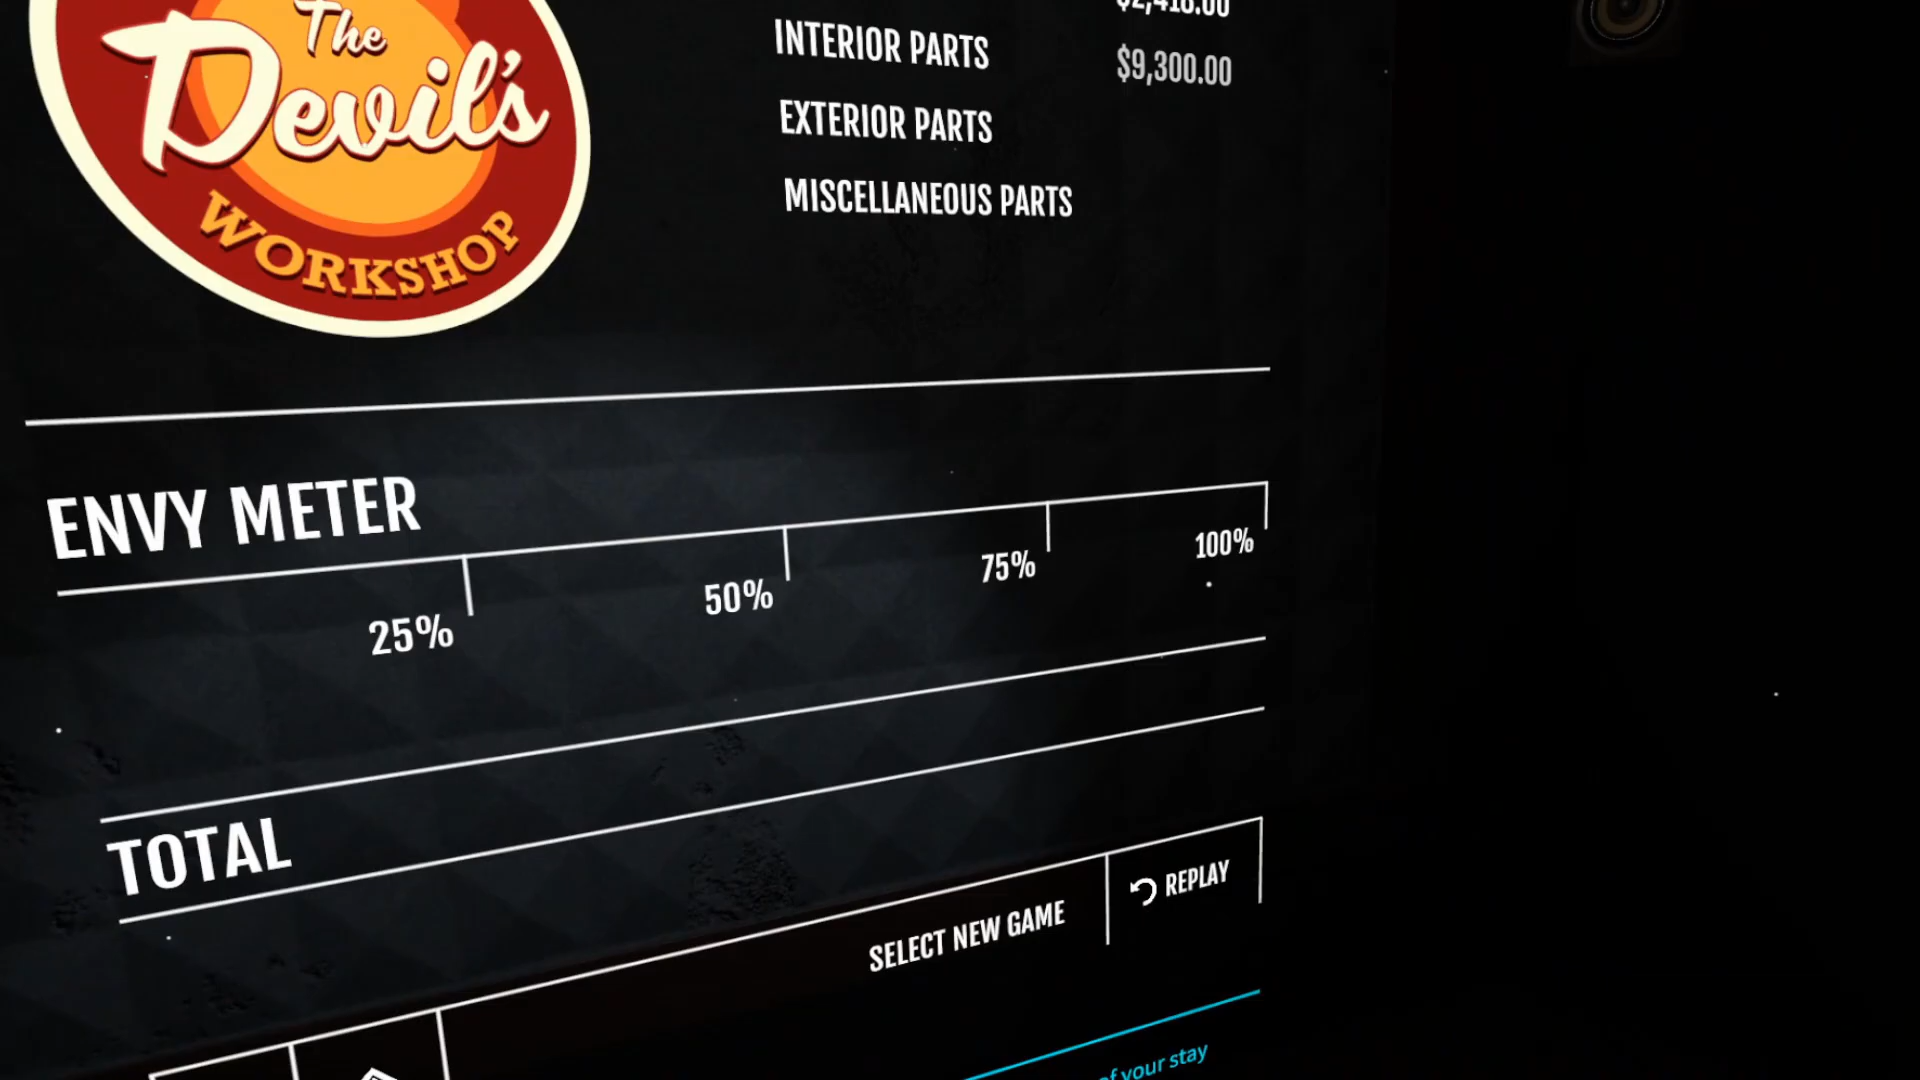 The
Devil's
WORKSHOP
INTERIOR PARTS
$9,300.00
EXTERIOR PARTS
MISCELLANEOUS PARTS
ENVY METER
25%
50%
75%
100%
TOTAL
SELECT NEW GAME
REPLAY
of your stay